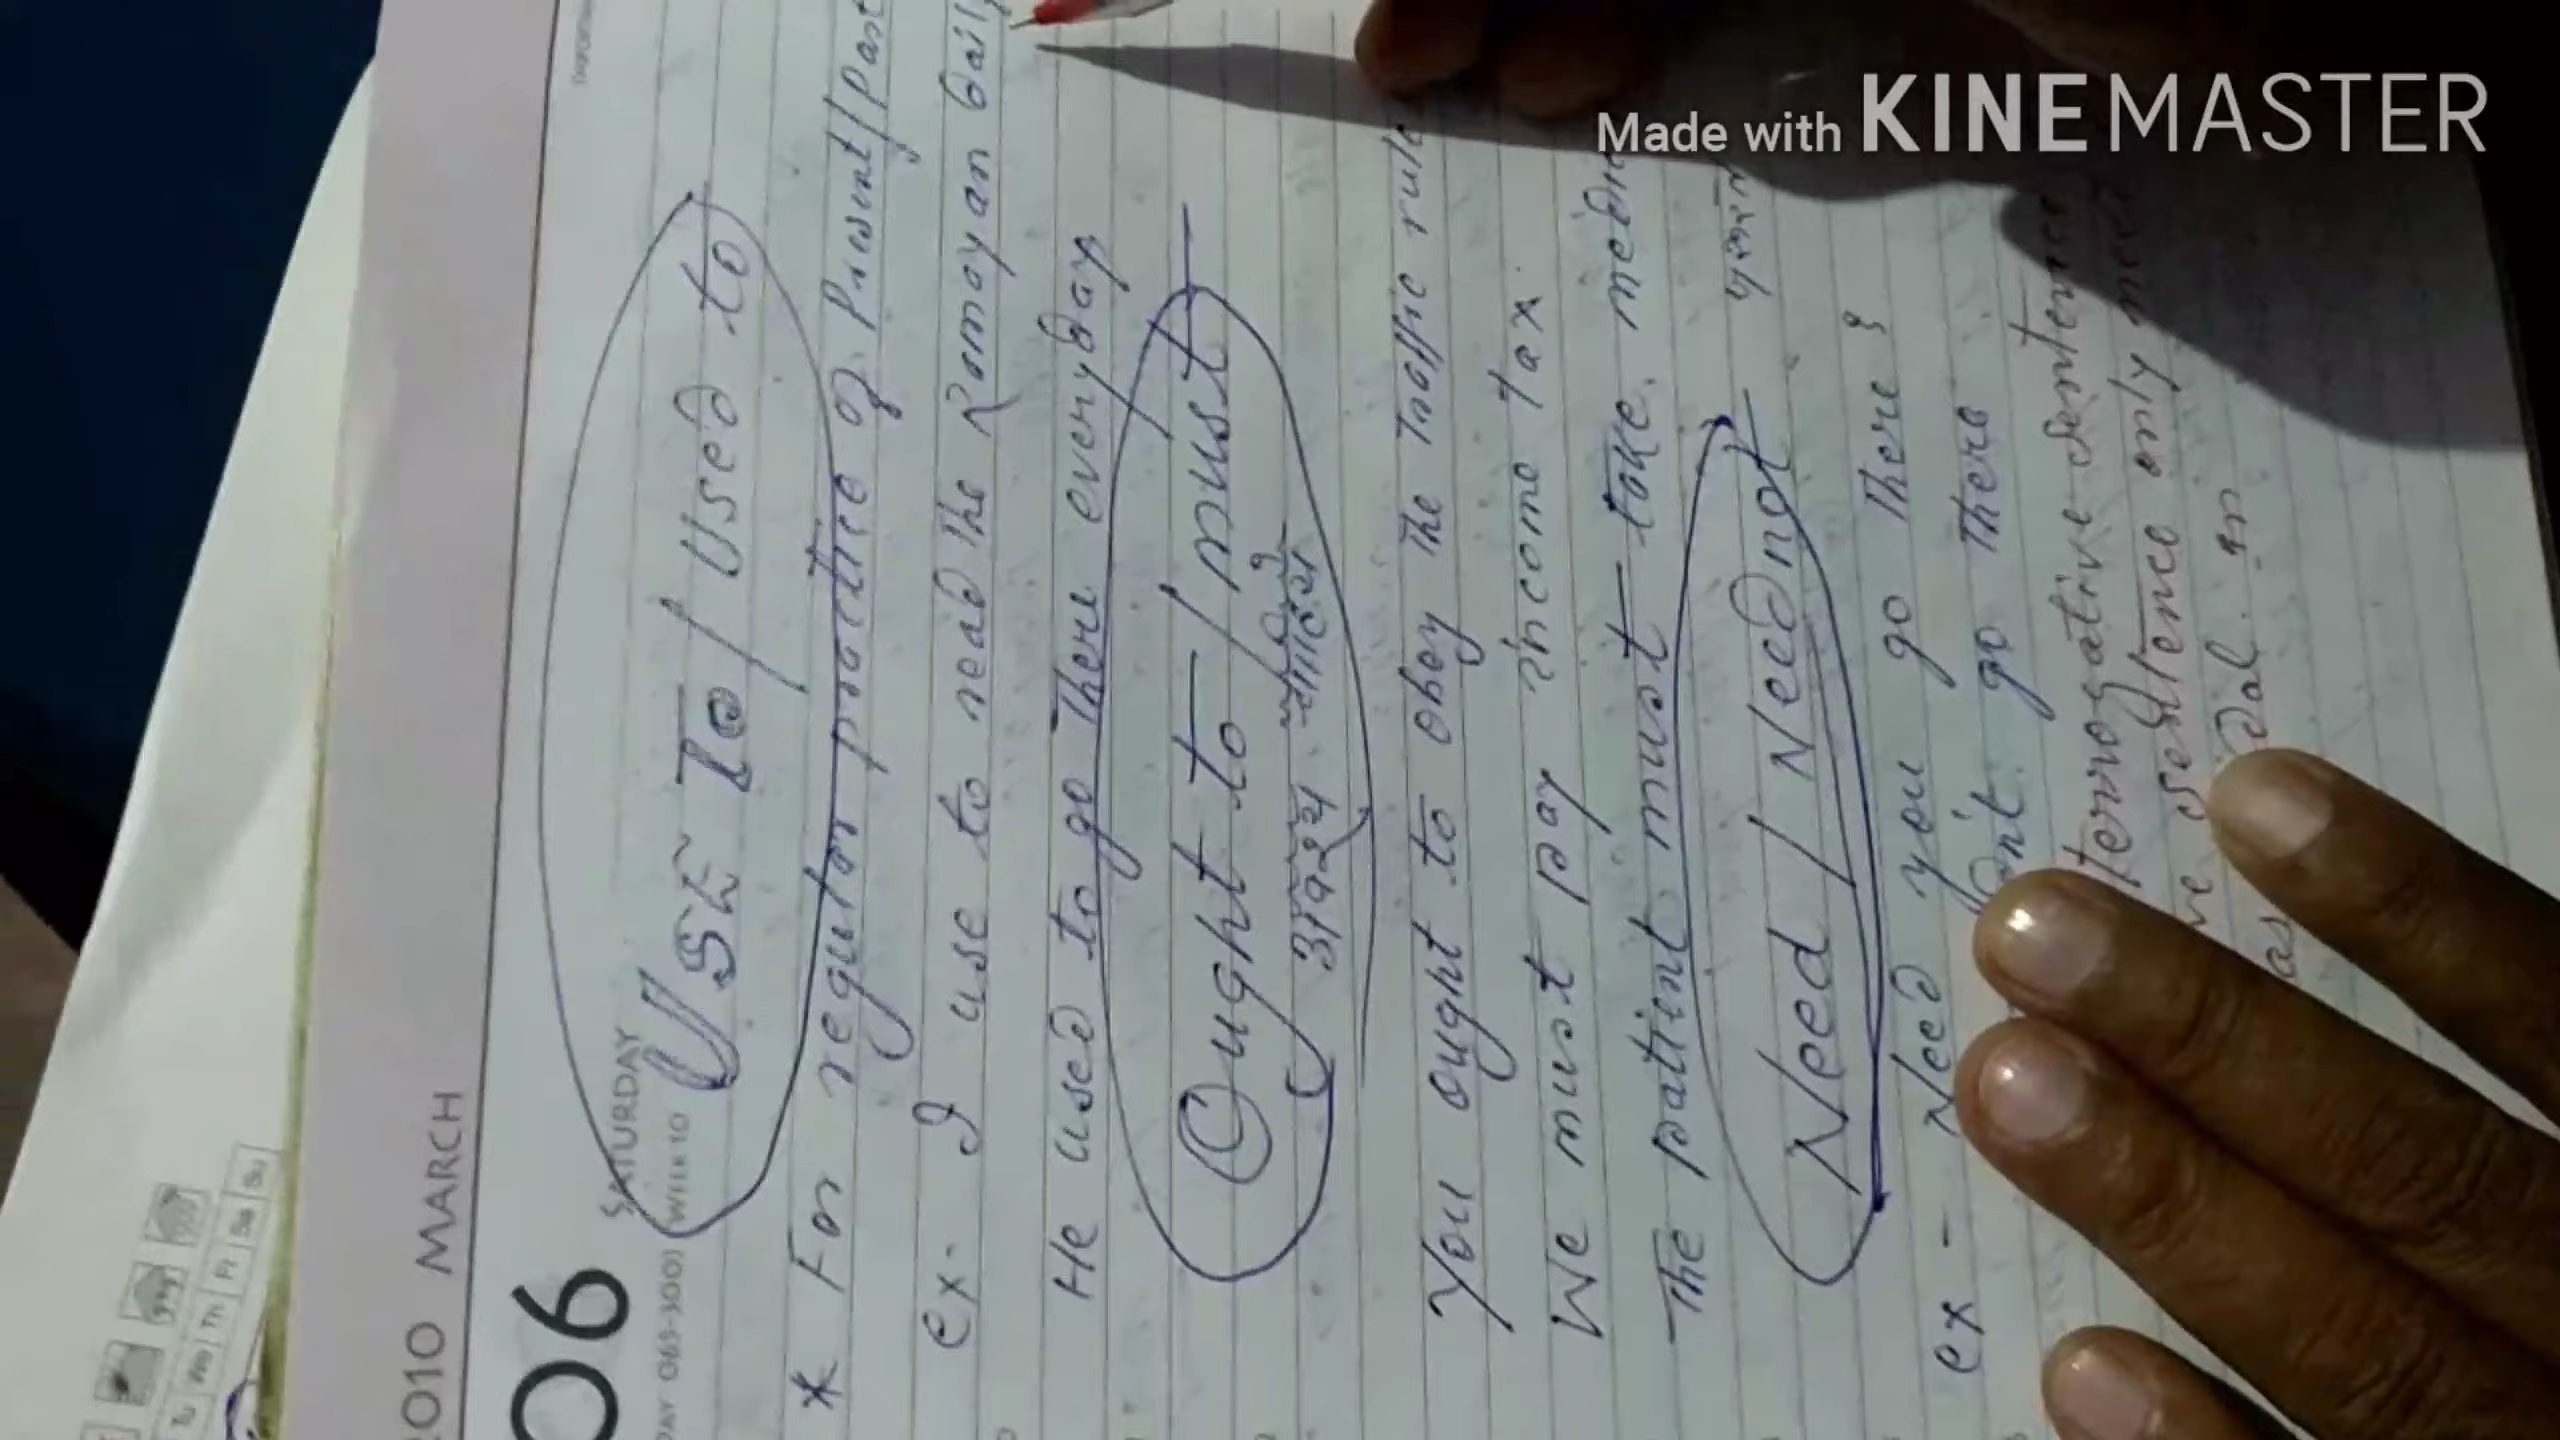 Made with KINEMASTER
2010 MARCH
06
SATURDAY
WEEK 10
Use To / Used to
* For regular practice of Present/Past
ex- I use to read the Ramayan daily
He used to go There everyday
Ought to / must
अवश्य
You ought to obey The Traffic rule
We must pay income Tax.
The patient must take
Need / Need not
ex - Need you go There ?
go There
sentence
sentence only
as